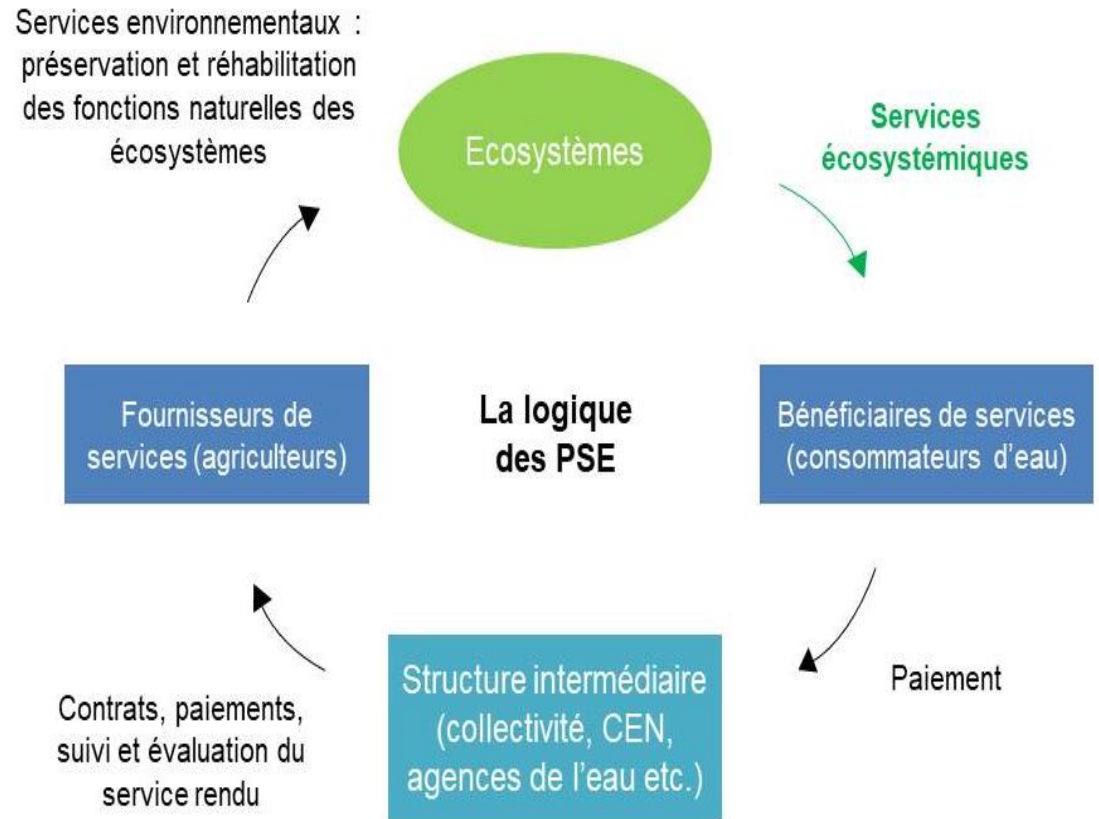 Services environnementaux :
préservation et réhabilitation
des fonctions naturelles des
écosystèmes
Ecosystèmes
Services
écosystémiques
Fournisseurs de
services (agriculteurs)
La logique
des PSE
Bénéficiaires de services
(consommateurs d'eau)
Contrats, paiements,
suivi et évaluation du
service rendu
Structure intermédiaire
(collectivité, CEN,
agences de l'eau etc.)
Paiement